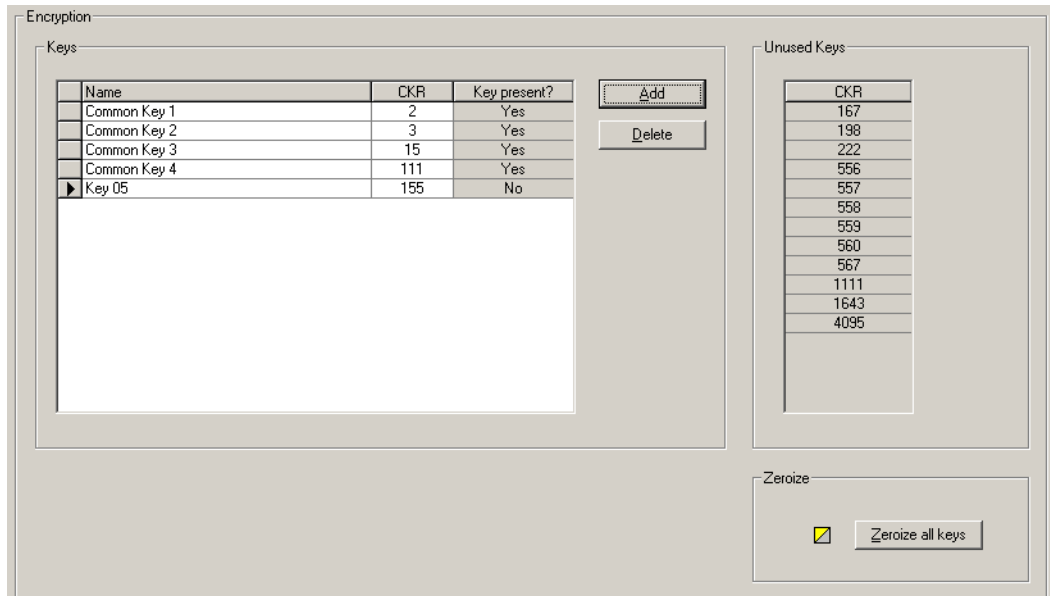 Encryption
Keys
Name CKR Key present?
Common Key 1 2 Yes
Common Key 2 3 Yes
Common Key 3 15 Yes
Common Key 4 111 Yes
Key 05 155 No
Add
Delete
Unused Keys
CKR
167
198
222
556
557
558
559
560
567
1111
1643
4095
Zeroize
Zeroize all keys